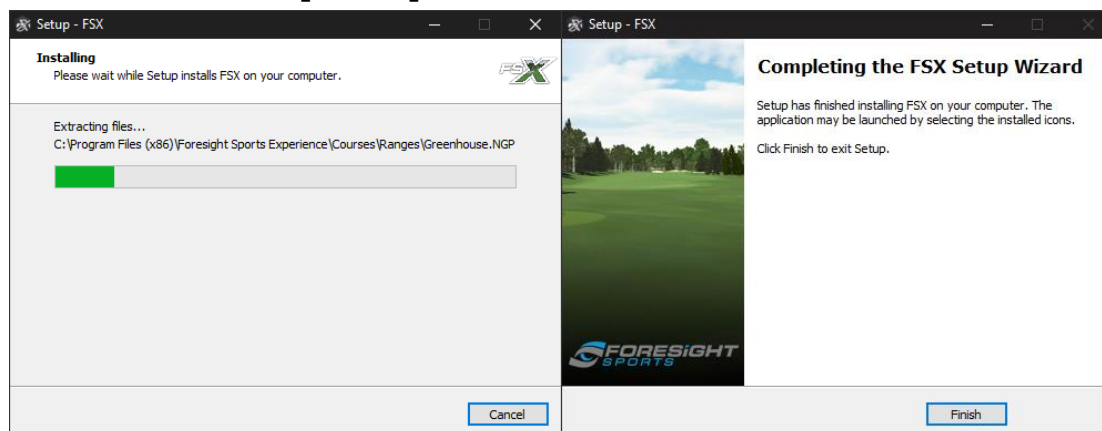 Setup - FSX
Installing
Please wait while Setup installs FSX on your computer.
FSX
Extracting files...
C:\Program Files (x86)\Foresight Sports Experience\Courses\Ranges\Greenhouse.NGP
Cancel
Setup - FSX
Completing the FSX Setup Wizard
Setup has finished installing FSX on your computer. The
application may be launched by selecting the installed icons.
Click Finish to exit Setup.
FORESiGHT
SPORTS
Finish